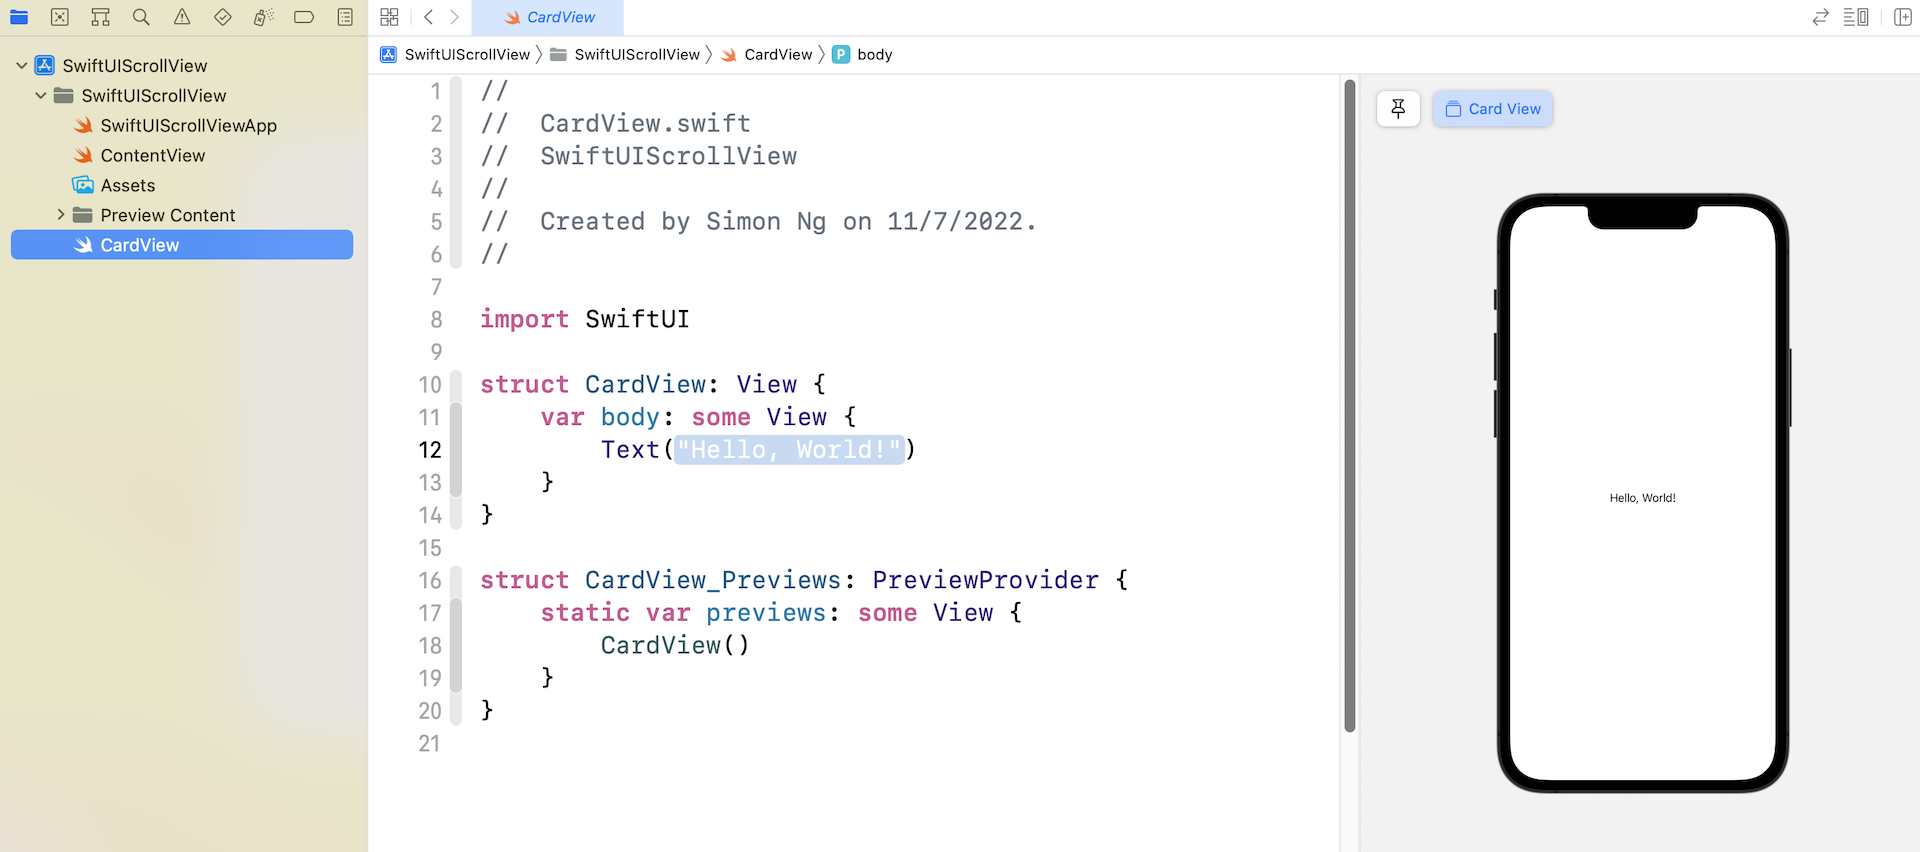 CardView
SwiftUIScrollView
SwiftUIScrollView
SwiftUIScrollViewApp
ContentView
Assets
Preview Content
CardView
SwiftUIScrollView 〉 SwiftUIScrollView 〉 CardView 〉 P body
1 //
2 //  CardView.swift
3 //  SwiftUIScrollView
4 //
5 //  Created by Simon Ng on 11/7/2022.
6 //
7
8 import SwiftUI
9
10 struct CardView: View {
11     var body: some View {
12         Text("Hello, World!")
13     }
14 }
15
16 struct CardView_Previews: PreviewProvider {
17     static var previews: some View {
18         CardView()
19     }
20 }
21
Card View
Hello, World!